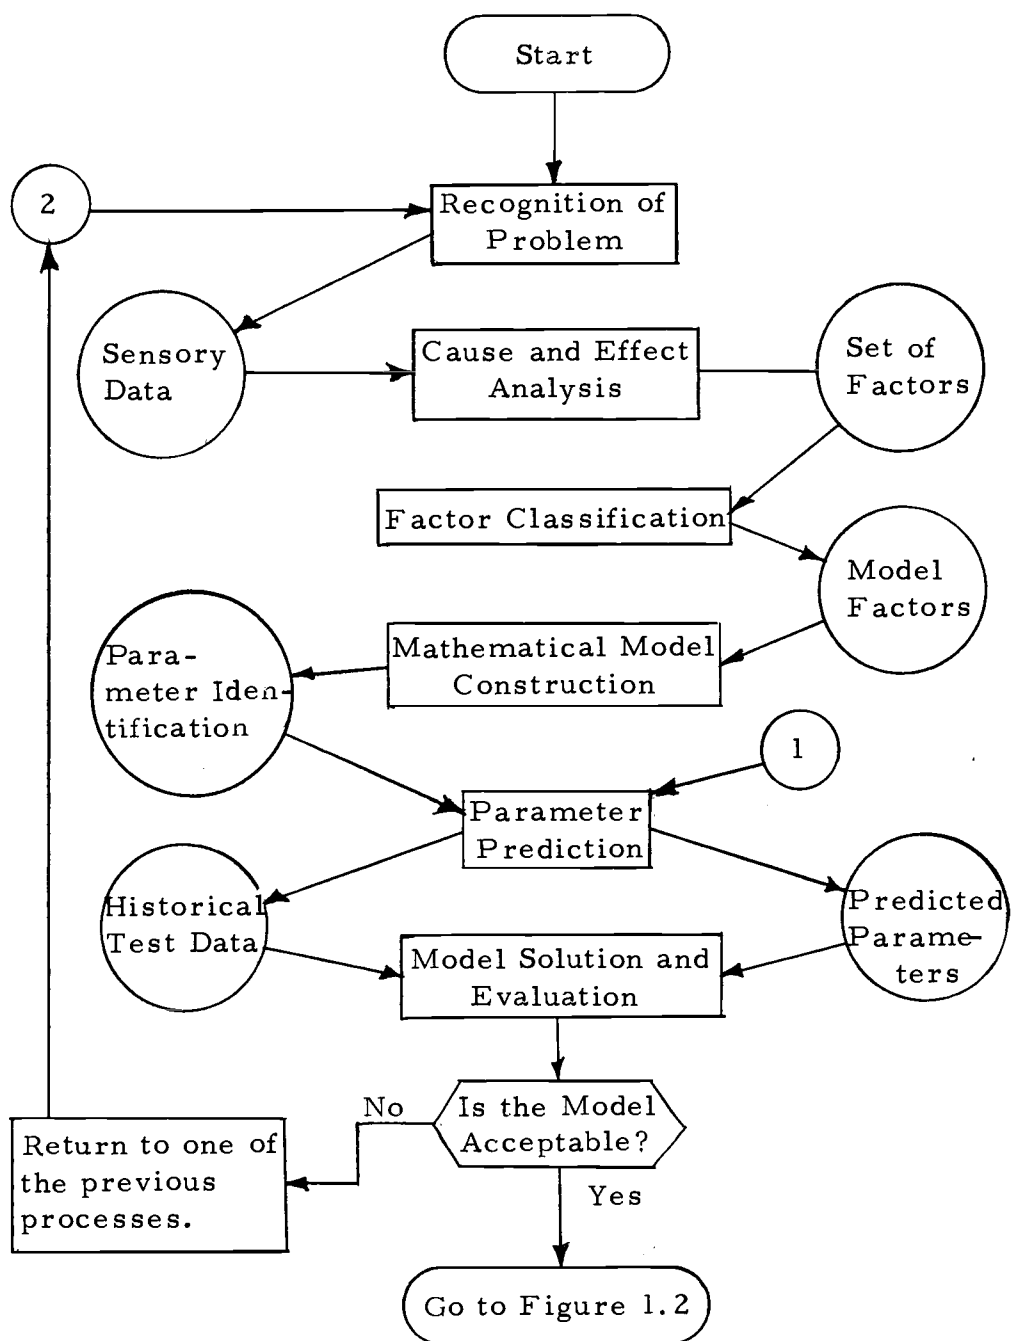 Start
2
Recognition of
Problem
Sensory
Data
Cause and Effect
Analysis
Set of
Factors
Factor Classification
Model
Factors
Mathematical Model
Construction
Para-
meter Iden-
tification
1
Parameter
Prediction
Historical
Test Data
Predicted
Parame-
ters
Model Solution and
Evaluation
Is the Model
Acceptable?
No
Return to one of
the previous
processes.
Yes
Go to Figure 1.2